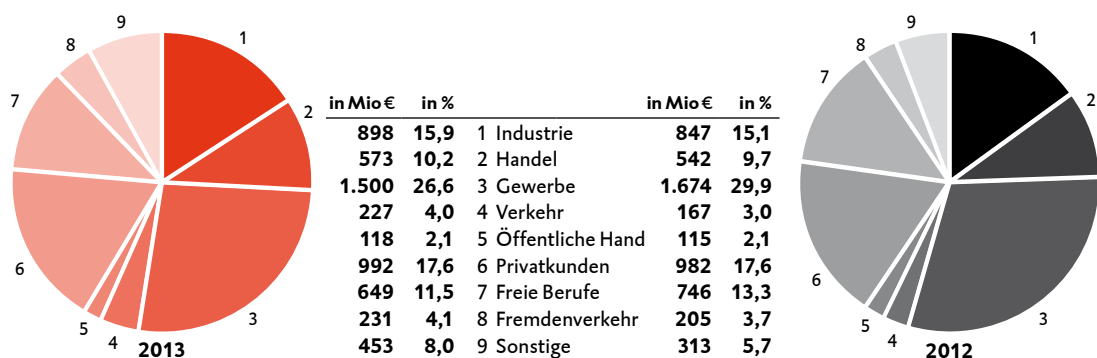 9
1
8
2
7
6
5
4
3
2013
in Mio € in % in Mio € in %
898 15,9 1 Industrie 847 15,1
573 10,2 2 Handel 542 9,7
1.500 26,6 3 Gewerbe 1.674 29,9
227 4,0 4 Verkehr 167 3,0
118 2,1 5 Öffentliche Hand 115 2,1
992 17,6 6 Privatkunden 982 17,6
649 11,5 7 Freie Berufe 746 13,3
231 4,1 8 Fremdenverkehr 205 3,7
453 8,0 9 Sonstige 313 5,7
9
1
8
2
7
6
5
4
3
2012